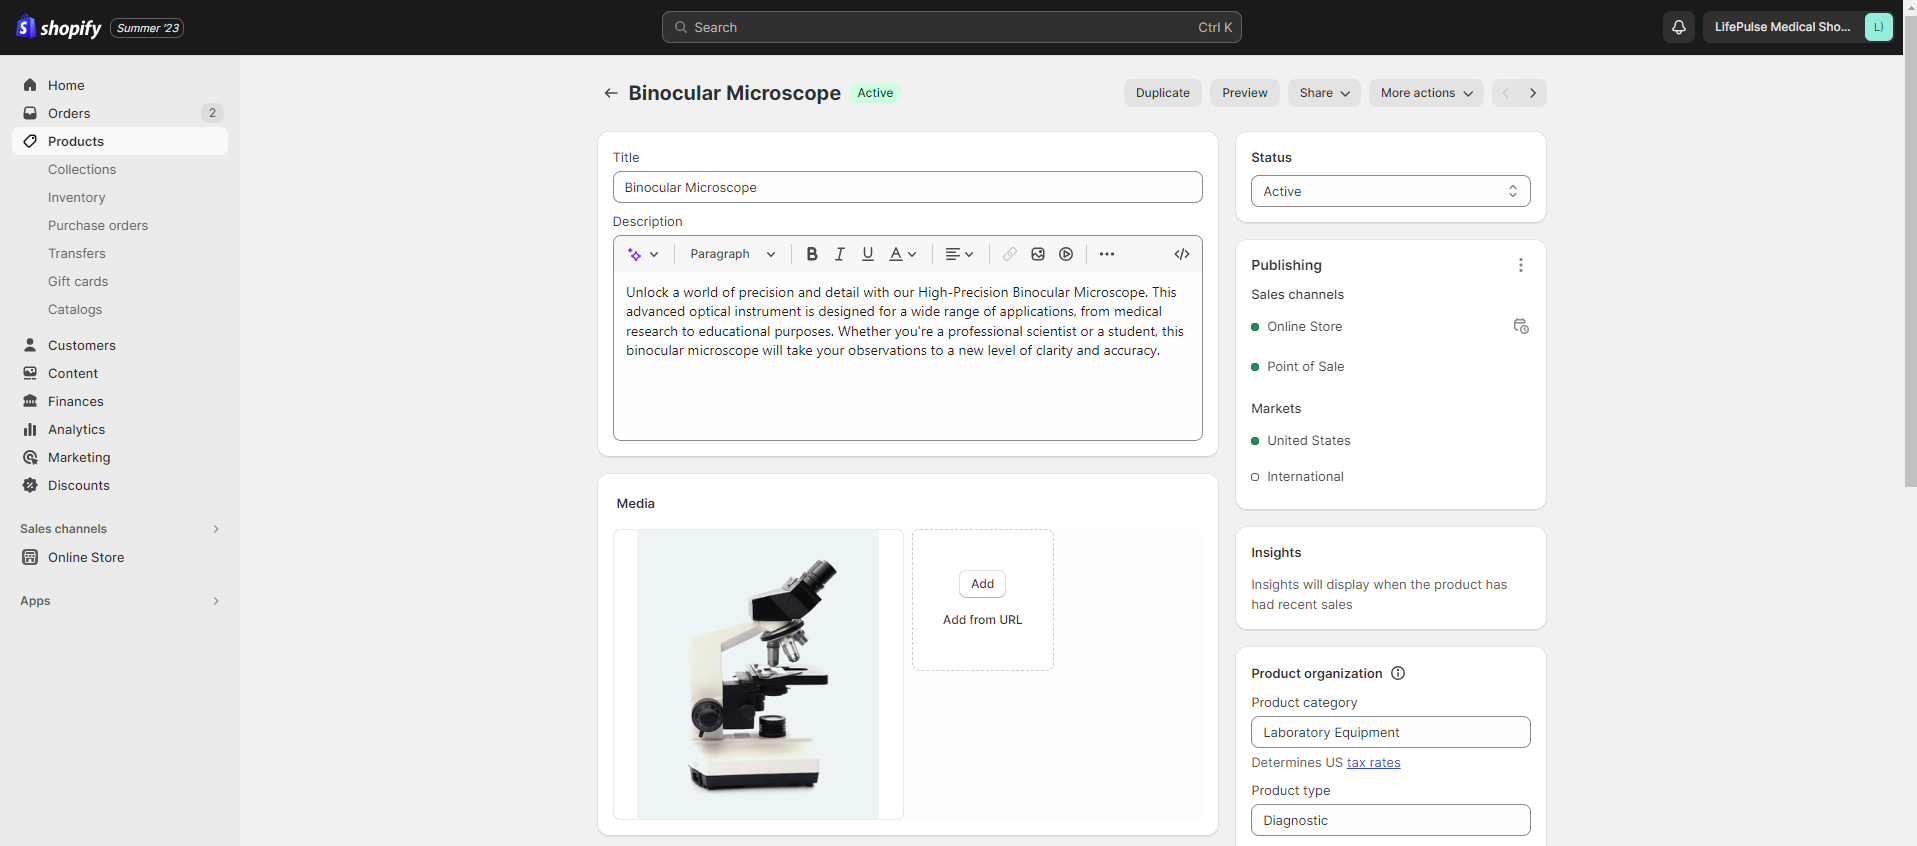 shopify
Summer '23
Search
Ctrl K
LifePulse Medical Sho...
L)
Home
Orders
2
Products
Collections
Inventory
Purchase orders
Transfers
Gift cards
Catalogs
Customers
Content
Finances
Analytics
Marketing
Discounts
Sales channels
Online Store
Apps
Binocular Microscope
Active
Duplicate
Preview
Share
More actions
Title
Binocular Microscope
Description
Paragraph
B I U A
Unlock a world of precision and detail with our High-Precision Binocular Microscope. This
advanced optical instrument is designed for a wide range of applications, from medical
research to educational purposes. Whether you're a professional scientist or a student, this
binocular microscope will take your observations to a new level of clarity and accuracy.
Media
Add
Add from URL
Status
Active
Publishing
Sales channels
Online Store
Point of Sale
Markets
United States
International
Insights
Insights will display when the product has
had recent sales
Product organization
Product category
Laboratory Equipment
Determines US tax rates
Product type
Diagnostic